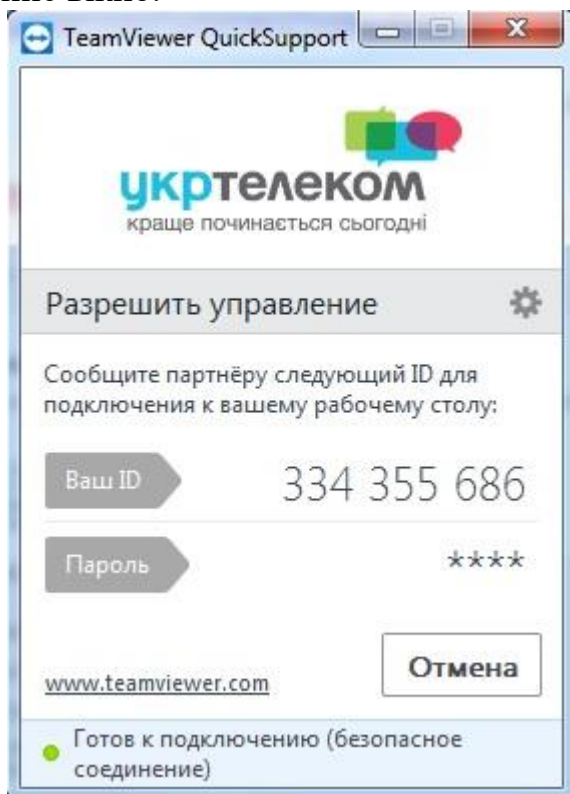 TeamViewer QuickSupport
укртелеком
краще починається сьогодні
Разрешить управление
Сообщите партнёру следующий ID для
подключения к вашему рабочему столу:
Ваш ID
334 355 686
Пароль
****
www.teamviewer.com
Отмена
Готов к подключению (безопасное
соединение)